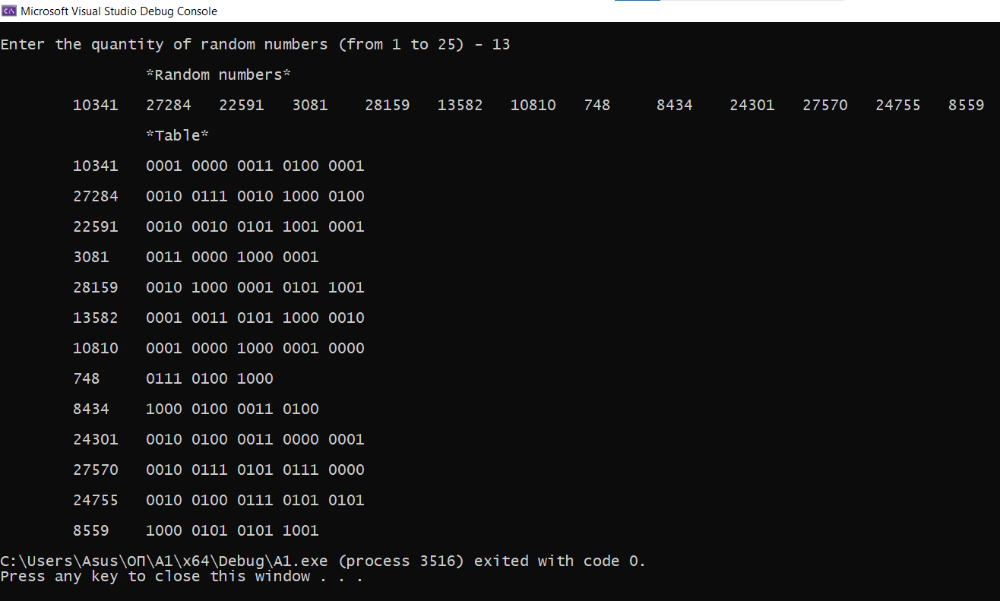 Microsoft Visual Studio Debug Console
Enter the quantity of random numbers (from 1 to 25) - 13
*Random numbers*
10341 27284 22591 3081 28159 13582 10810 748 8434 24301 27570 24755 8559
*Table*
10341 0001 0000 0011 0100 0001
27284 0010 0111 0010 1000 0100
22591 0010 0010 0101 1001 0001
3081 0011 0000 1000 0001
28159 0010 1000 0001 0101 1001
13582 0001 0011 0101 1000 0010
10810 0001 0000 1000 0001 0000
748 0111 0100 1000
8434 1000 0100 0011 0100
24301 0010 0100 0011 0000 0001
27570 0010 0111 0101 0111 0000
24755 0010 0100 0111 0101 0101
8559 1000 0101 0101 1001
C:\Users\Asus\ОП\A1\x64\Debug\A1.exe (process 3516) exited with code 0.
Press any key to close this window . . .